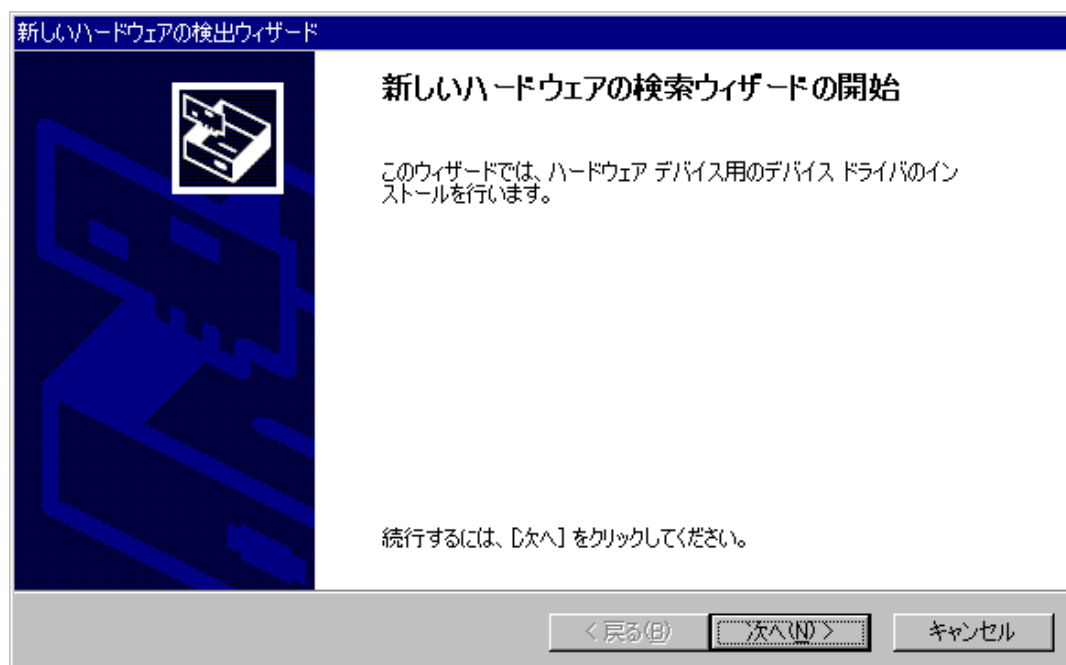 新しいハードウェアの検出ウィザード
新しいハードウェアの検索ウィザードの開始
このウィザードでは、ハードウェア デバイス用のデバイス ドライバのイン
ストールを行います。
続行するには、[次へ] をクリックしてください。
< 戻る(B)
次へ(N) >
キャンセル